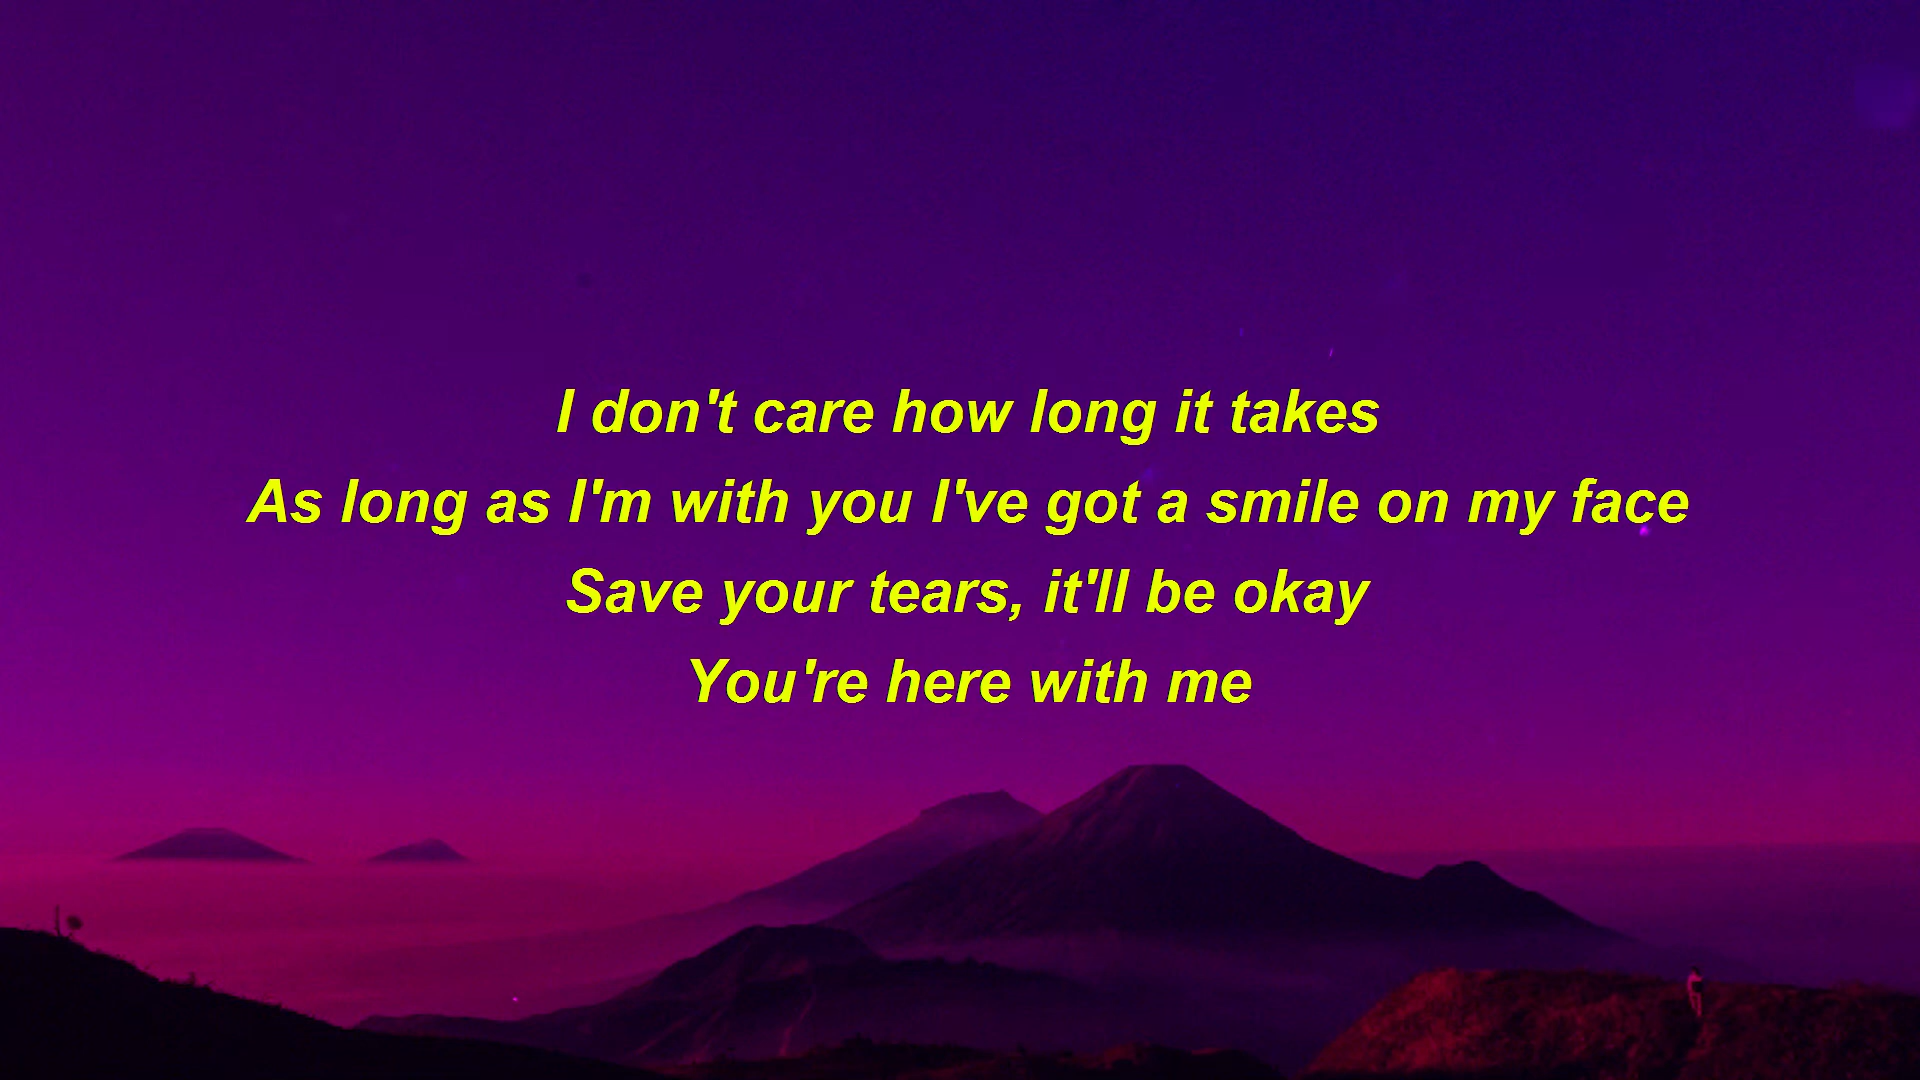 I don't care how long it takes
As long as I'm with you I've got a smile on my face
Save your tears, it'll be okay
You're here with me